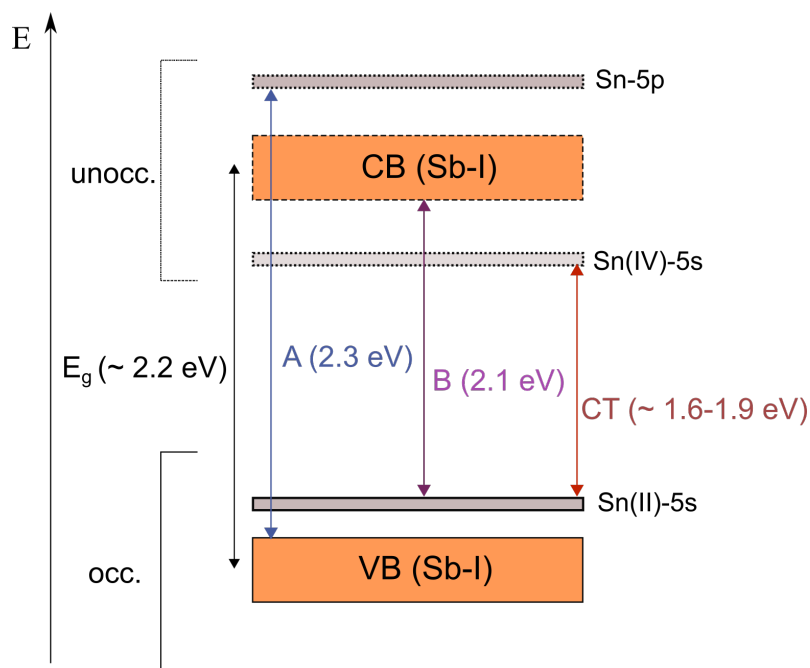 E
Sn-5p
CB (Sb-I)
unocc.
Sn(IV)-5s
A (2.3 eV)
E_g (~ 2.2 eV)
B (2.1 eV)
CT (~ 1.6-1.9 eV)
Sn(II)-5s
VB (Sb-I)
occ.